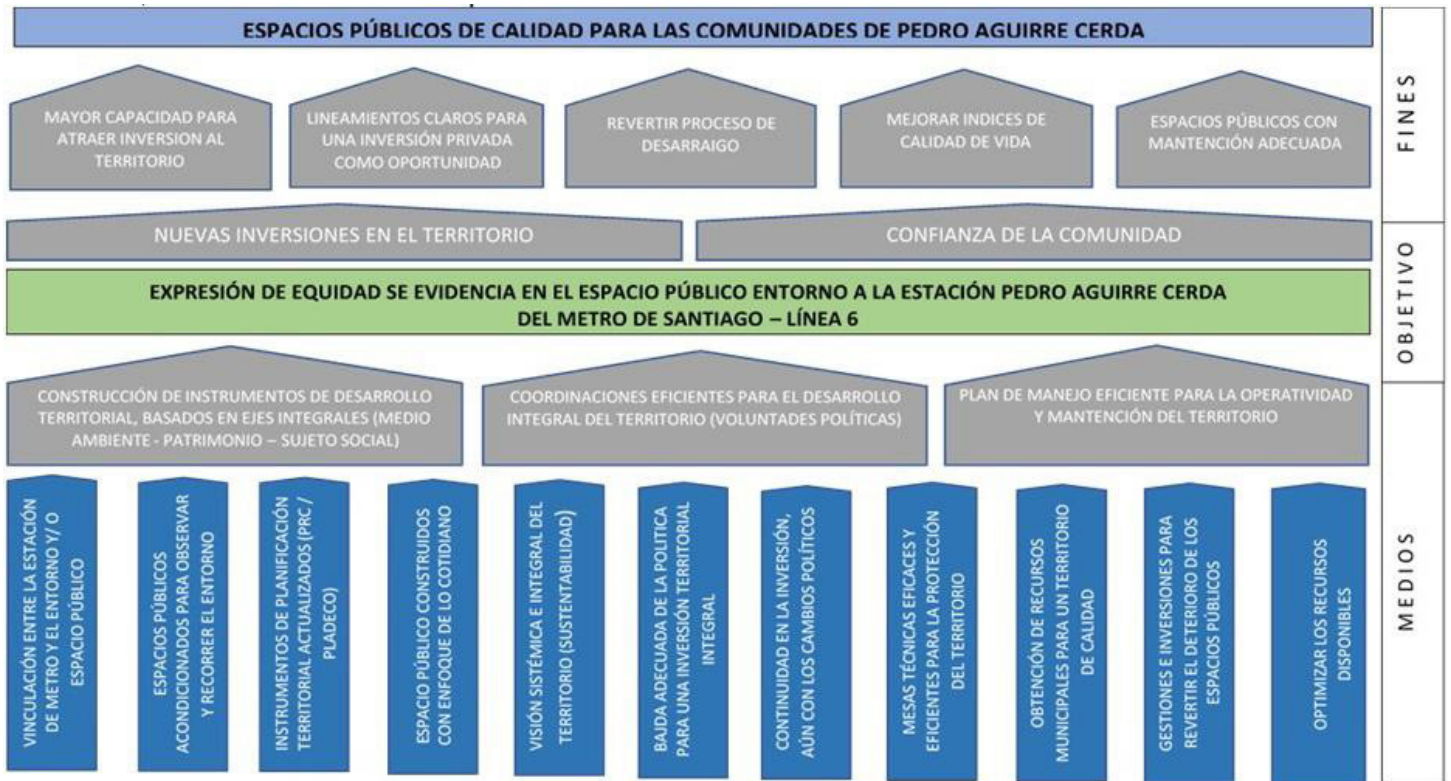 ESPACIOS PÚBLICOS DE CALIDAD PARA LAS COMUNIDADES DE PEDRO AGUIRRE CERDA
MAYOR CAPACIDAD PARA
ATRAER INVERSION AL
TERRITORIO
LINEAMIENTOS CLAROS PARA
UNA INVERSIÓN PRIVADA
COMO OPORTUNIDAD
REVERTIR PROCESO DE
DESARRAIGO
MEJORAR INDICES DE
CALIDAD DE VIDA
ESPACIOS PÚBLICOS CON
MANTENCIÓN ADECUADA
FINES
NUEVAS INVERSIONES EN EL TERRITORIO
CONFIANZA DE LA COMUNIDAD
EXPRESIÓN DE EQUIDAD SE EVIDENCIA EN EL ESPACIO PÚBLICO ENTORNO A LA ESTACIÓN PEDRO AGUIRRE CERDA
DEL METRO DE SANTIAGO – LÍNEA 6
OBJETIVO
CONSTRUCCIÓN DE INSTRUMENTOS DE DESARROLLO
TERRITORIAL, BASADOS EN EJES INTEGRALES (MEDIO
AMBIENTE - PATRIMONIO – SUJETO SOCIAL)
COORDINACIONES EFICIENTES PARA EL DESARROLLO
INTEGRAL DEL TERRITORIO (VOLUNTADES POLÍTICAS)
PLAN DE MANEJO EFICIENTE PARA LA OPERATIVIDAD
Y MANTENCIÓN DEL TERRITORIO
VINCULACIÓN ENTRE LA ESTACIÓN
DE METRO Y EL ENTORNO Y/ O
ESPACIO PÚBLICO
ESPACIOS PÚBLICOS
ACONDICIONADOS PARA OBSERVAR
Y RECORRER EL ENTORNO
INSTRUMENTOS DE PLANIFICACIÓN
TERRITORIAL ACTUALIZADOS (PRC /
PLADECO)
ESPACIO PÚBLICO CONSTRUIDOS
CON ENFOQUE DE LO COTIDIANO
VISIÓN SISTÉMICA E INTEGRAL DEL
TERRITORIO (SUSTENTABILIDAD)
BAJDA ADECUADA DE LA POLITICA
PARA UNA INVERSIÓN TERRITORIAL
INTEGRAL
CONTINUIDAD EN LA INVERSIÓN,
AÚN CON LOS CAMBIOS POLÍTICOS
MESAS TÉCNICAS EFICACES Y
EFICIENTES PARA LA PROTECCIÓN
DEL TERRITORIO
OBTENCIÓN DE RECURSOS
MUNICIPALES PARA UN TERRITORIO
DE CALIDAD
GESTIONES E INVERSIONES PARA
REVERTIR EL DETERIORO DE LOS
ESPACIOS PÚBLICOS
OPTIMIZAR LOS RECURSOS
DISPONIBLES
MEDIOS